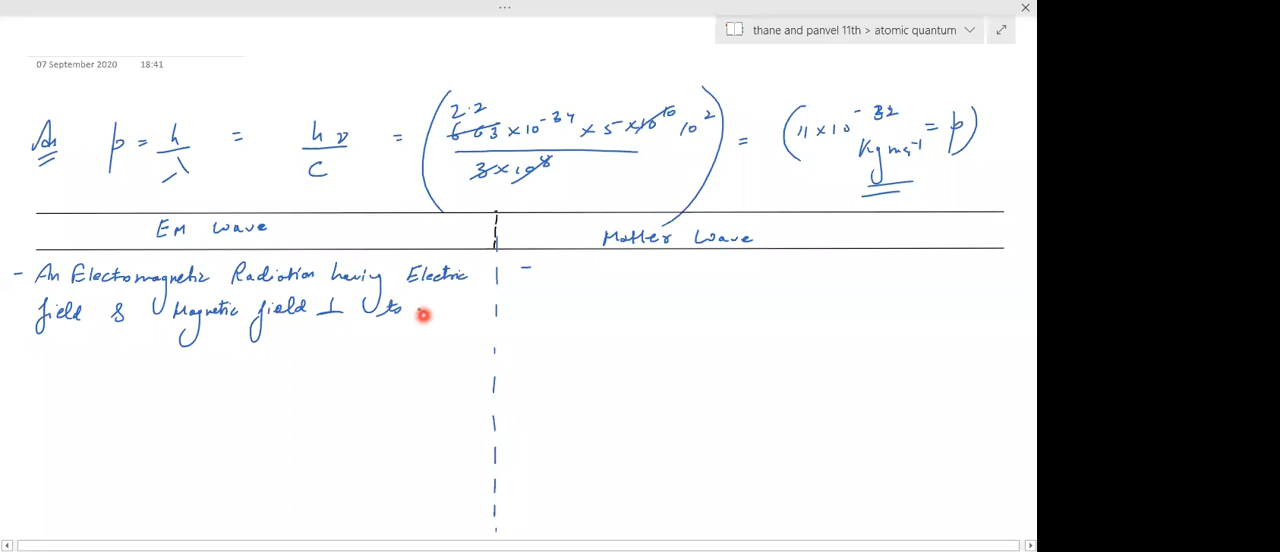 thane and panvel 11th > atomic quantum
07 September 2020 18:41
An p = h/λ = hν/C = (2.2 6.63 × 10^-34 × 5 × 10^10 10^2 / 3 × 10^8) = (11 × 10^-32 Kg ms^-1 = p)
EM Wave Matter Wave
- An Electromagnetic Radiation having Electric -
field & Magnetic field ⊥ to